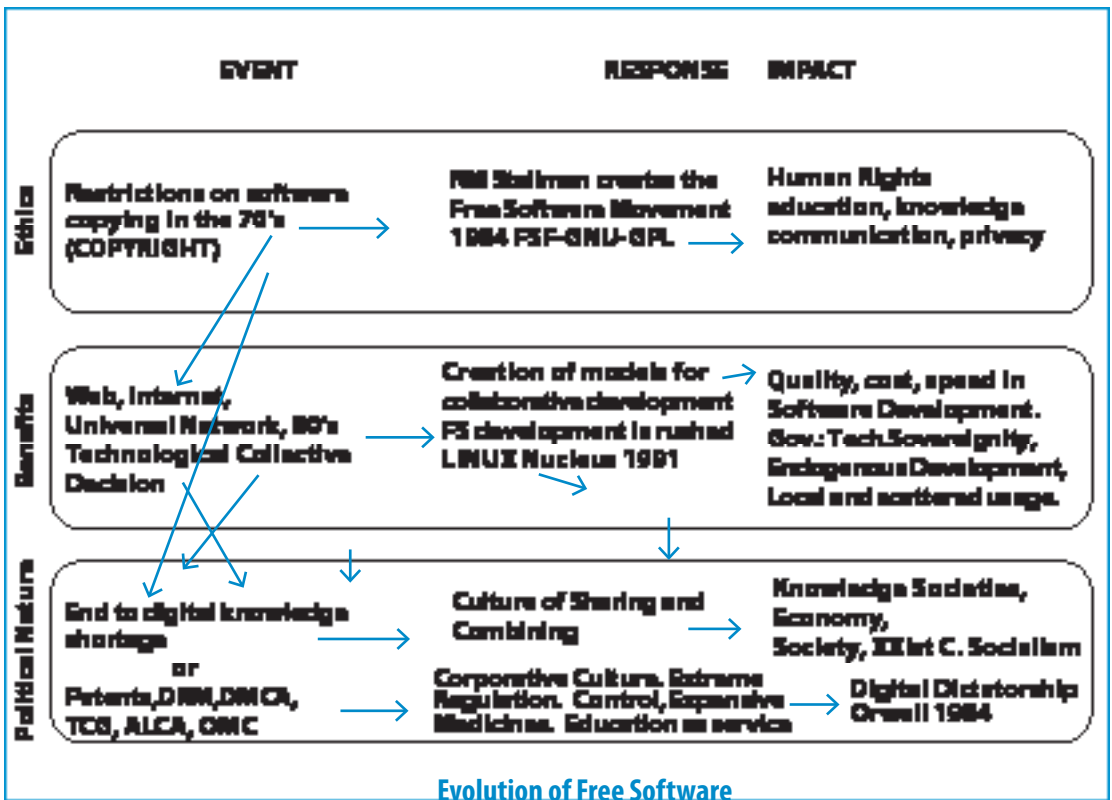 EVENT
RESPONSE
IMPACT
Ethics
Restrictions on software
copying in the 70's
(COPYRIGHT)
RM Stallman creates the
Free Software Movement
1984 FSF-GNU-GPL
Human Rights
education, knowledge
communication, privacy
Benefits
Web, Internet,
Universal Network, 80's
Technological Collective
Decision
Creation of models for
collaborative development
FS development is rushed
LINUX Nucleus 1991
Quality, cost, speed in
Software Development.
Gov.: Tech.Sovereignity,
Endogenous Development,
Local and scattered usage.
Political Nature
End to digital knowledge
shortage
or
Patents,DRM,DMCA,
TCG, ALCA, OMC
Culture of Sharing and
Combining
Corporative Culture. Extreme
Regulation. Control, Expensive
Medicines. Education as service
Knowledge Societies,
Economy,
Society, XXIst C. Socialism
Digital Dictatorship
Orwell 1984
Evolution of Free Software